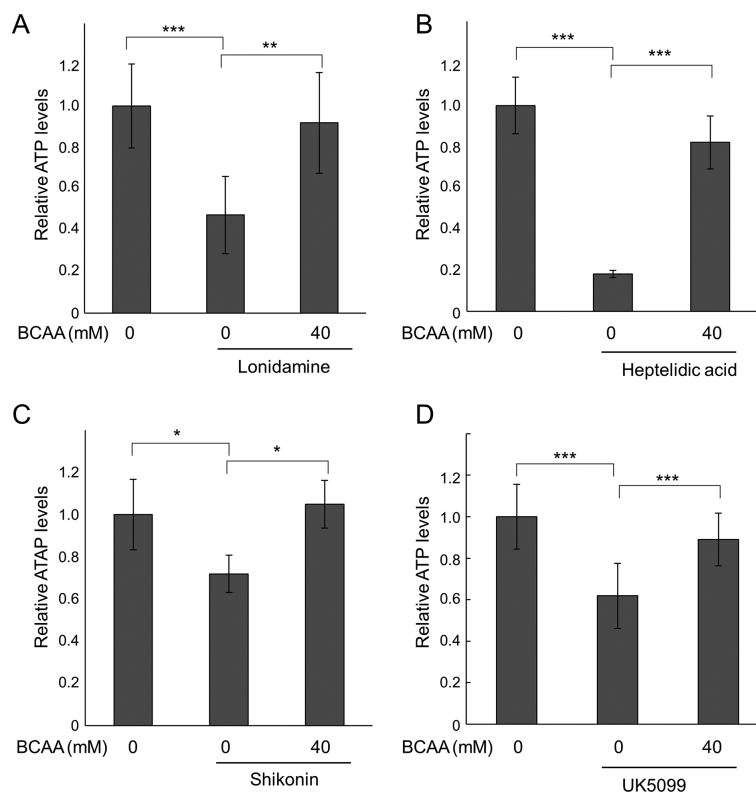 A
***
**
Relative ATP levels
1.2
1.0
0.8
0.6
0.4
0.2
0
BCAA (mM) 0 0 40
Lonidamine
B
***
***
Relative ATP levels
1.2
1.0
0.8
0.6
0.4
0.2
0
BCAA (mM) 0 0 40
Heptelidic acid
C
*
*
Relative ATAP levels
1.2
1.0
0.8
0.6
0.4
0.2
0
BCAA (mM) 0 0 40
Shikonin
D
***
***
Relative ATP levels
1.2
1.0
0.8
0.6
0.4
0.2
0
BCAA (mM) 0 0 40
UK5099